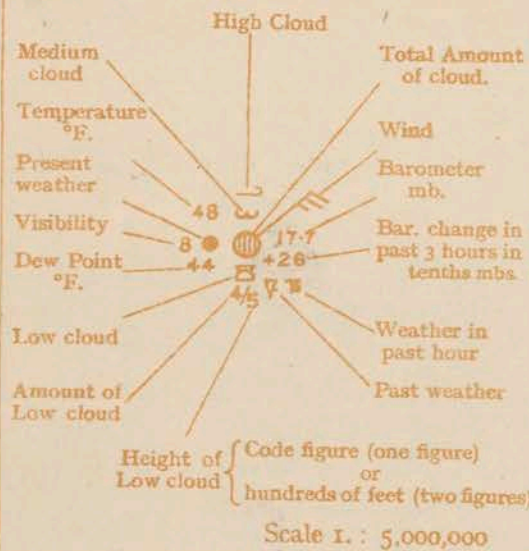 High Cloud
Medium
cloud
Total Amount
of cloud.
Temperature
°F.
Wind
Present
weather
Barometer
mb.
48
Visibility
8
17.7
Bar. change in
past 3 hours in
tenths mbs.
+26
Dew Point
°F.
44
4/5
Low cloud
Weather in
past hour
Amount of
Low cloud
Past weather
Height of
Low cloud
Code figure (one figure)
or
hundreds of feet (two figures)
Scale 1. : 5,000,000